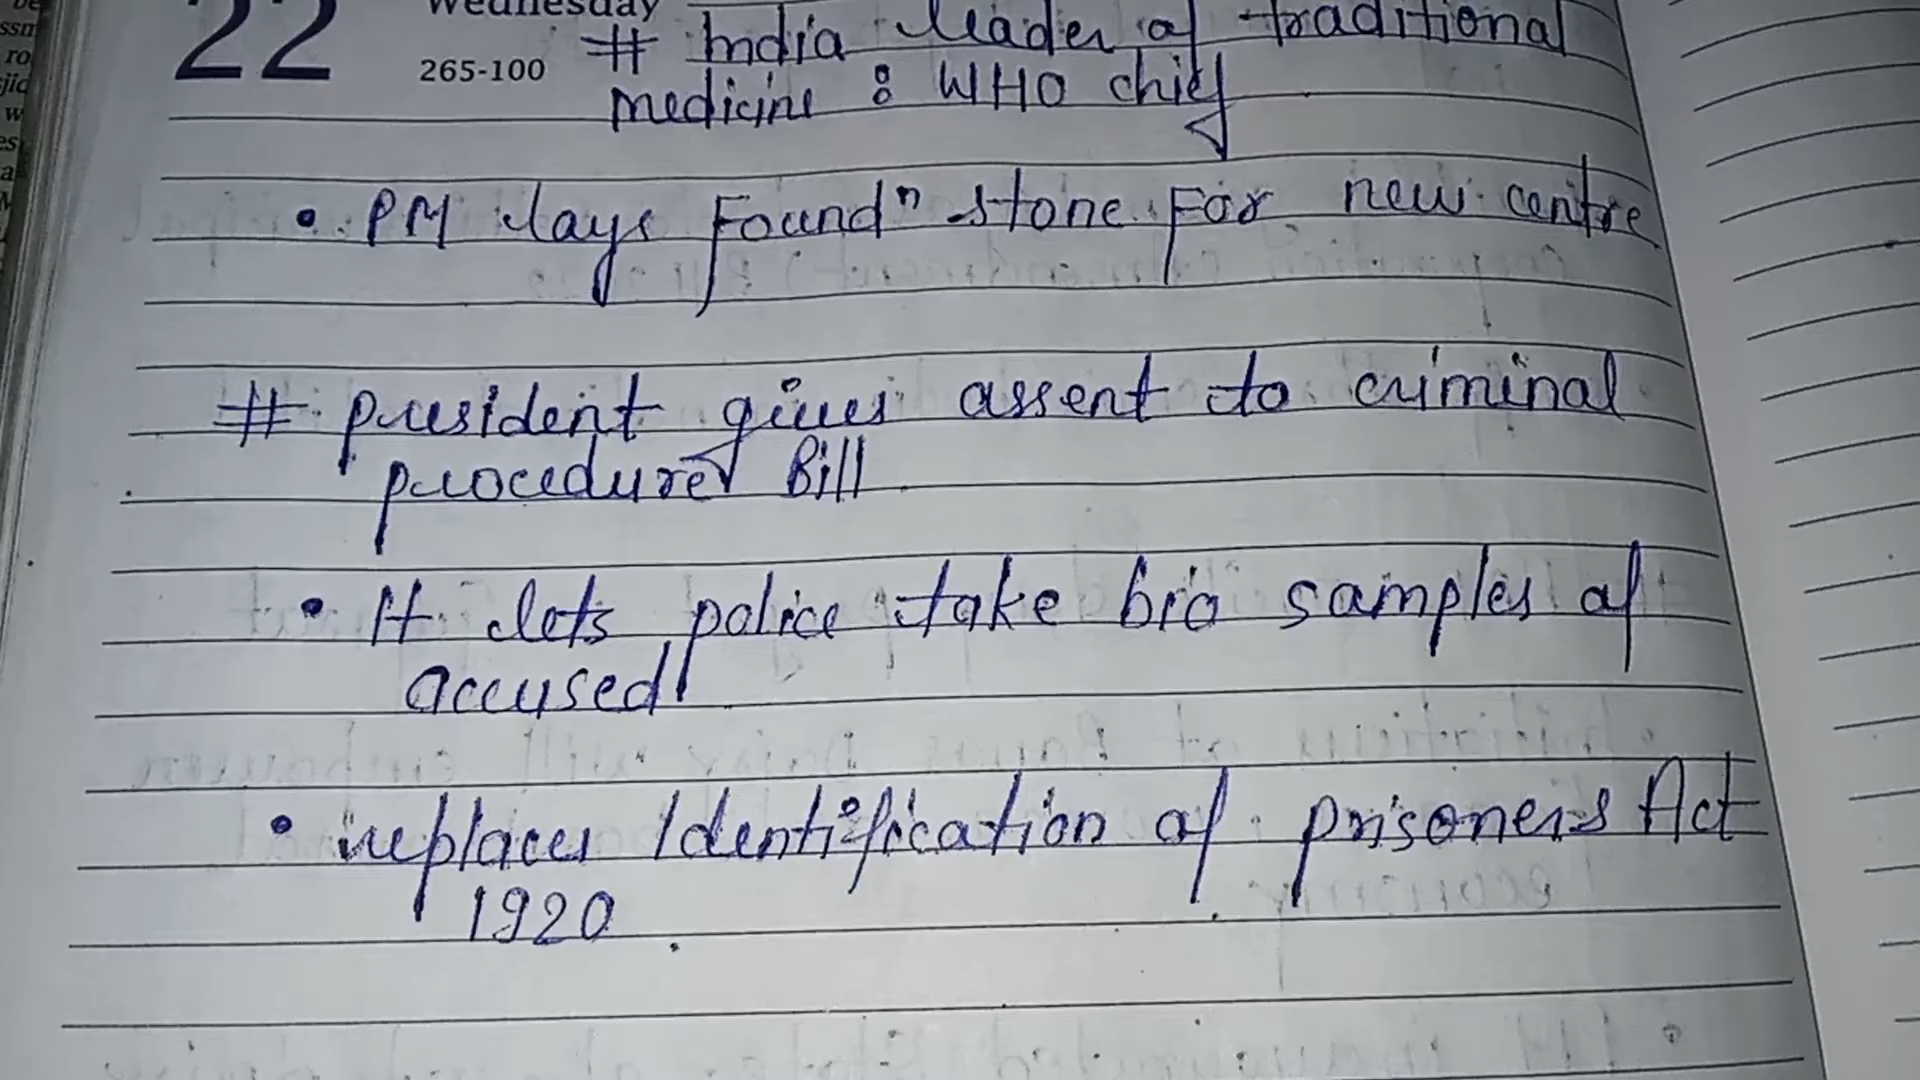 22
Wednesday
265-100
# India leader of traditional
medicine : WHO chief
• PM lays Foundⁿ stone For new centre
# president gives assent to criminal
procedure Bill
• It lets police take bio samples of
accused
• replaces Identification of prisoners Act
1920